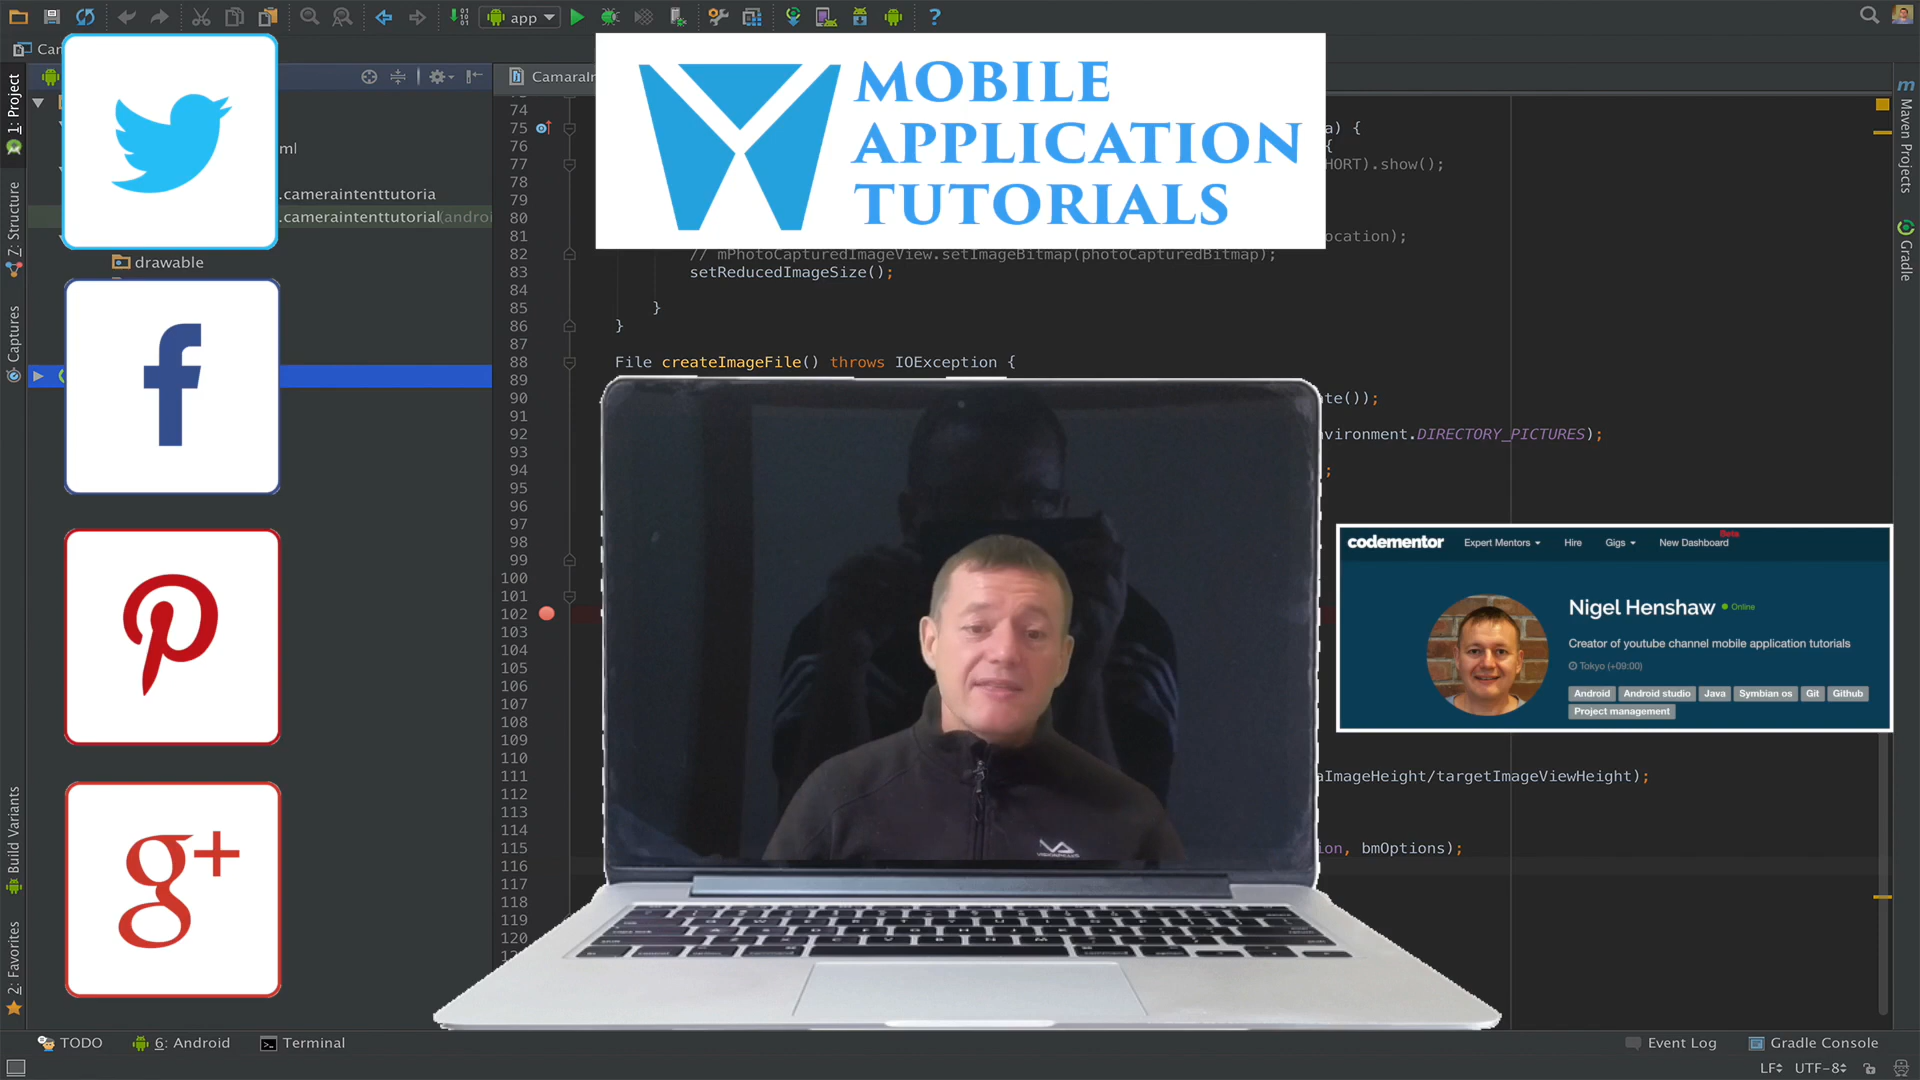 app
Cam
CamaraIn
1: Project
Z: Structure
Captures
Build Variants
2: Favorites
ml
.cameraintenttutoria
.cameraintenttutorial(androi
drawable
MOBILE
APPLICATION
TUTORIALS
74
75
a) {
76
{
77
HORT).show();
78
79
80
81
ocation);
82
// mPhotoCapturedImageView.setImageBitmap(photoCapturedBitmap);
83
setReducedImageSize();
84
85
}
86
}
87
88
File createImageFile() throws IOException {
89
90
te());
91
92
vironment.DIRECTORY_PICTURES);
93
94
;
95
96
97
98
99
100
101
102
103
104
105
106
107
108
109
110
111
aImageHeight/targetImageViewHeight);
112
113
114
115
ion, bmOptions);
116
117
118
119
120
f
g+
codementor
Expert Mentors
Hire
Gigs
New Dashboard
Beta
Nigel Henshaw
Online
Creator of youtube channel mobile application tutorials
Tokyo (+09:00)
Android
Android studio
Java
Symbian os
Git
Github
Project management
Maven Projects
Gradle
TODO
6: Android
Terminal
Event Log
Gradle Console
LF
UTF-8